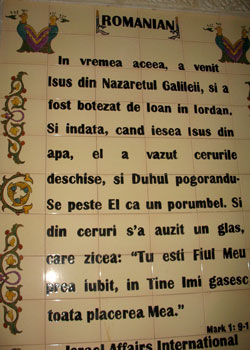 ROMANIAN
In vremea aceea, a venit
Isus din Nazaretul Galileii, si a
fost botezat de Ioan in Iordan.
Si indata, cand iesea Isus din
apa, el a vazut cerurile
deschise, si Duhul pogorandu-
Se peste El ca un porumbel. Si
din ceruri s'a auzit un glas,
care zicea: "Tu esti Fiul Meu
prea iubit, in Tine Imi gasesc
toata placerea Mea."
Mark 1: 9-1
Israel Affairs International